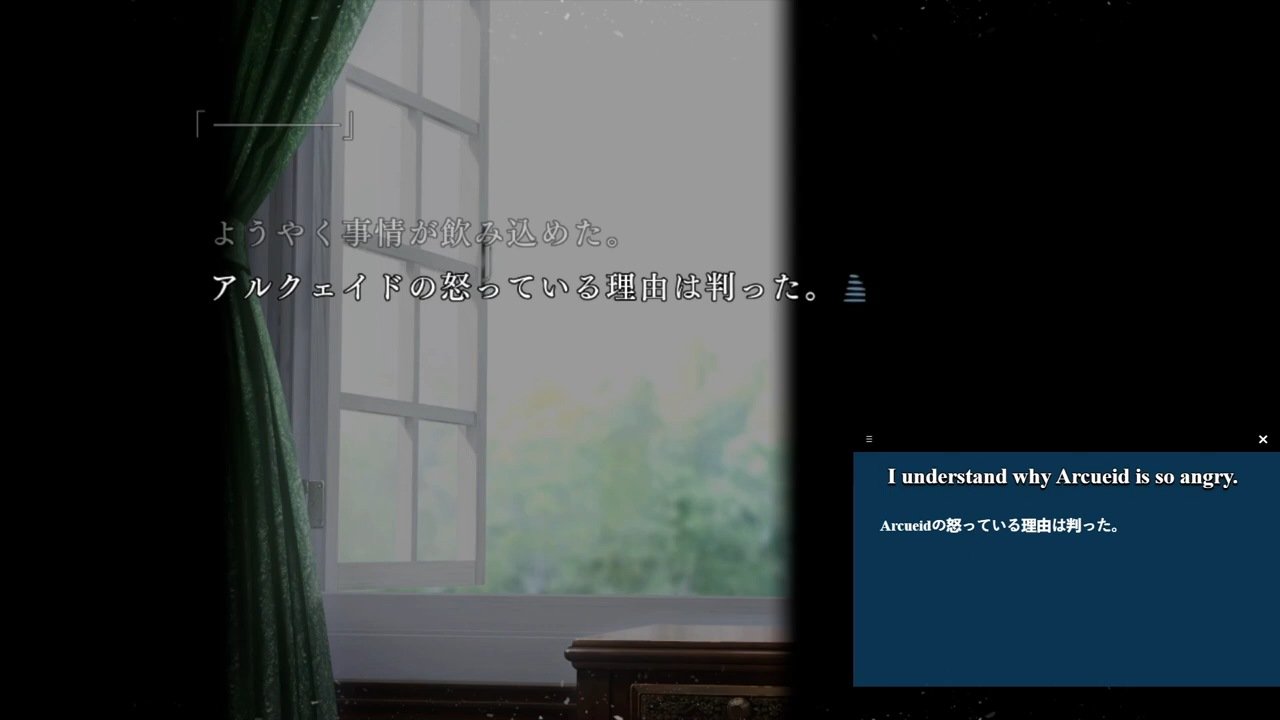 「――――」
ようやく事情が飲み込めた。
アルクェイドの怒っている理由は判った。
I understand why Arcueid is so angry.
Arcueidの怒っている理由は判った。